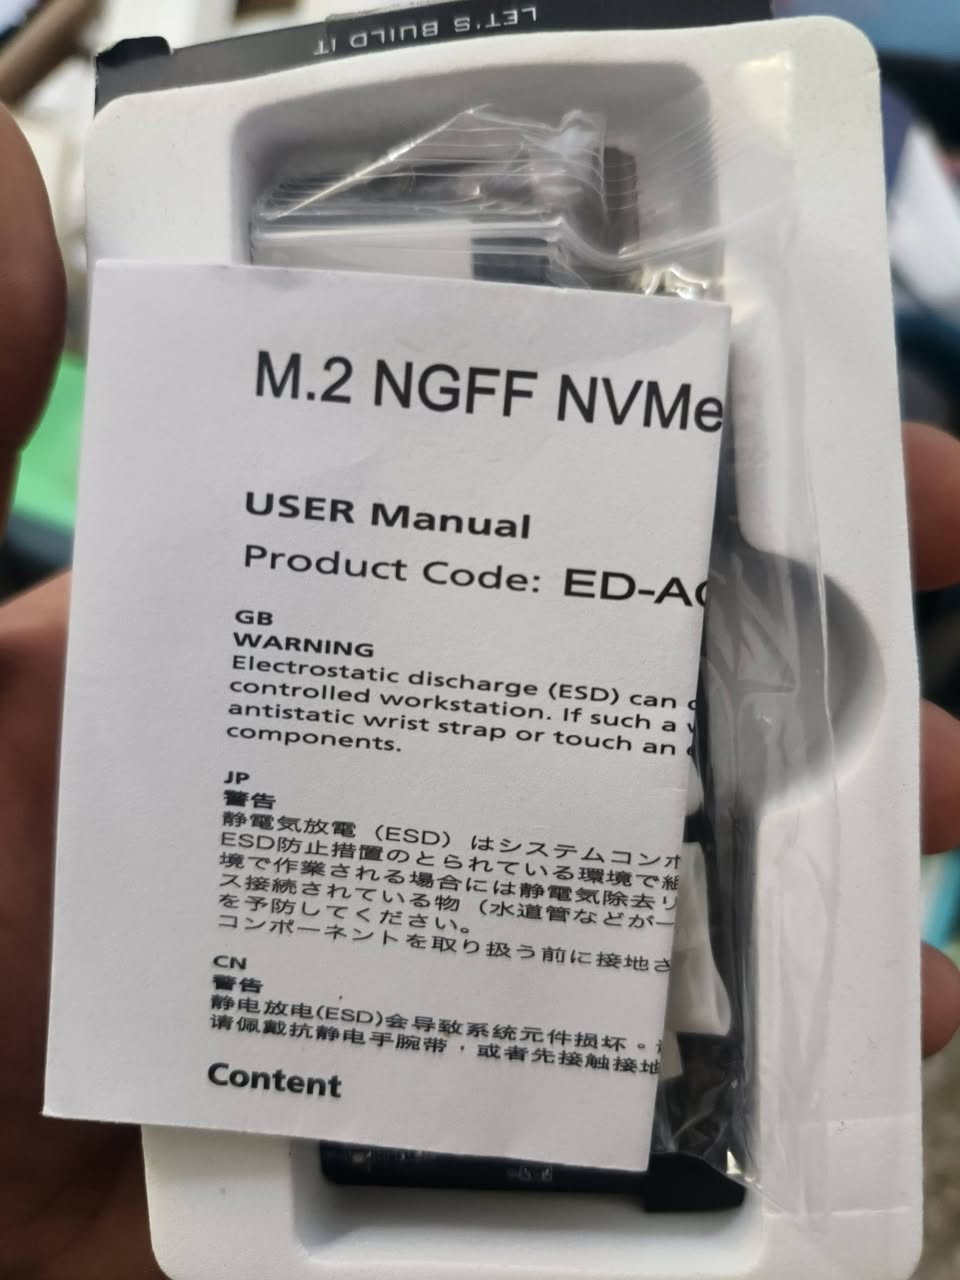 LET'S BUILD IT
M.2 NGFF NVMe
USER Manual
Product Code: ED-AC
GB
WARNING
Electrostatic discharge (ESD) can
controlled workstation. If such a
antistatic wrist strap or touch an
components.
JP
警告
静電気放電（ESD）はシステムコンポ
ESD防止措置のとられている環境で
境で作業される場合には静電気除去リ
ス接続されている物（水道管などが一
を予防してください。
コンポーネントを取り扱う前に接地さ
CN
警告
静电放电(ESD)会导致系统元件损坏。
请佩戴抗静电手腕带，或者先接触接地
Content